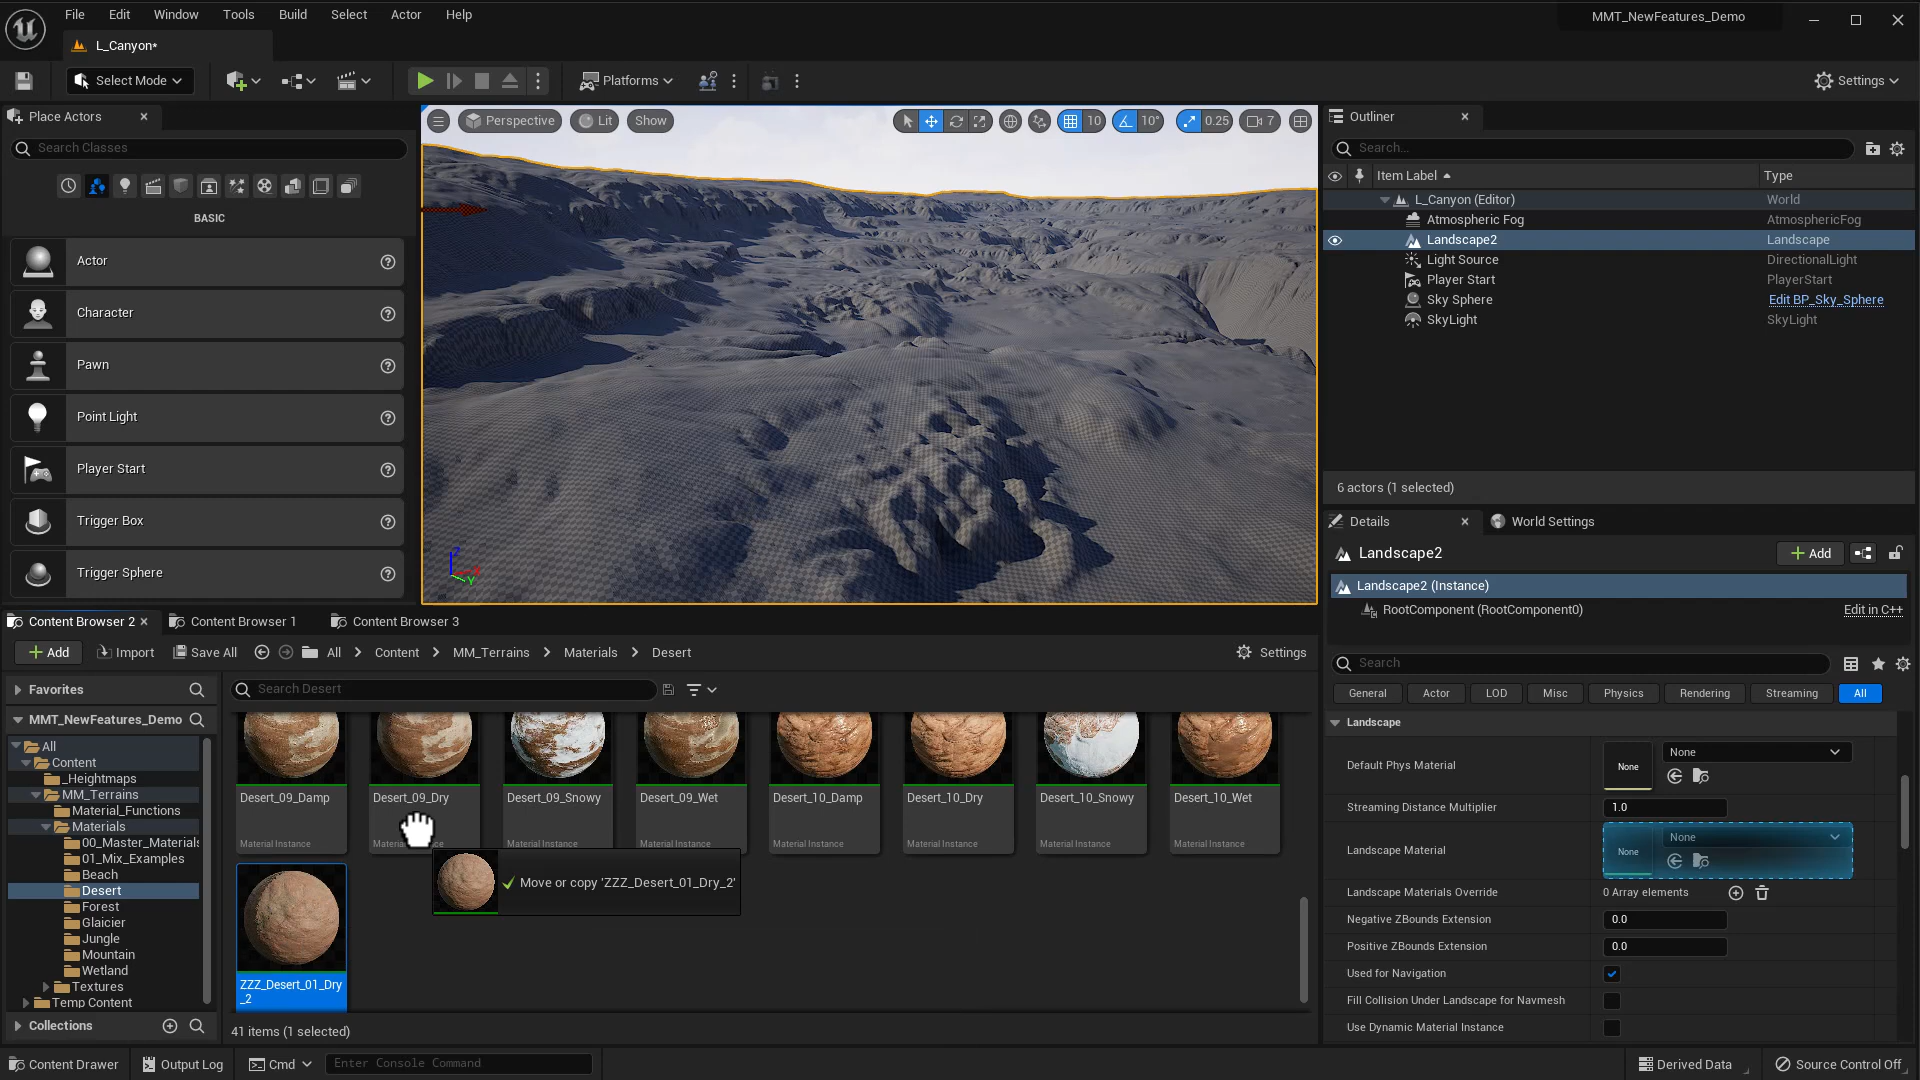 File Edit Window Tools Build Select Actor Help
MMT_NewFeatures_Demo
L_Canyon*
Select Mode
Platforms
Settings
Place Actors
Search Classes
BASIC
Actor
Character
Pawn
Point Light
Player Start
Trigger Box
Trigger Sphere
Perspective Lit Show
10 10° 0.25 7
Z X Y
Outliner
Search...
Item Label Type
L_Canyon (Editor) World
Atmospheric Fog AtmosphericFog
Landscape2 Landscape
Light Source DirectionalLight
Player Start PlayerStart
Sky Sphere Edit BP_Sky_Sphere
SkyLight SkyLight
6 actors (1 selected)
Details World Settings
Landscape2
Add
Landscape2 (Instance)
RootComponent (RootComponent0) Edit in C++
Search
General Actor LOD Misc Physics Rendering Streaming All
Landscape
Default Phys Material None None
Streaming Distance Multiplier 1.0
Landscape Material None None
Landscape Materials Override 0 Array elements
Negative ZBounds Extension 0.0
Positive ZBounds Extension 0.0
Used for Navigation
Fill Collision Under Landscape for Navmesh
Use Dynamic Material Instance
Content Browser 2 Content Browser 1 Content Browser 3
Add Import Save All All Content MM_Terrains Materials Desert Settings
Favorites
MMT_NewFeatures_Demo
All
Content
_Heightmaps
MM_Terrains
Material_Functions
Materials
00_Master_Materials
01_Mix_Examples
Beach
Desert
Forest
Glaicier
Jungle
Mountain
Wetland
Textures
Temp Content
Collections
Search Desert
Desert_09_Damp Desert_09_Dry Desert_09_Snowy Desert_09_Wet Desert_10_Damp Desert_10_Dry Desert_10_Snowy Desert_10_Wet
Material Instance Material Instance Material Instance Material Instance Material Instance Material Instance Material Instance Material Instance
Move or copy 'ZZZ_Desert_01_Dry_2'
ZZZ_Desert_01_Dry
_2
41 items (1 selected)
Content Drawer Output Log Cmd Enter Console Command
Derived Data Source Control Off